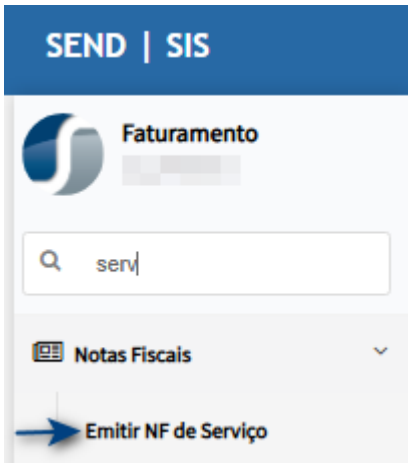 SEND | SIS
Faturamento
serv
Notas Fiscais
Emitir NF de Serviço